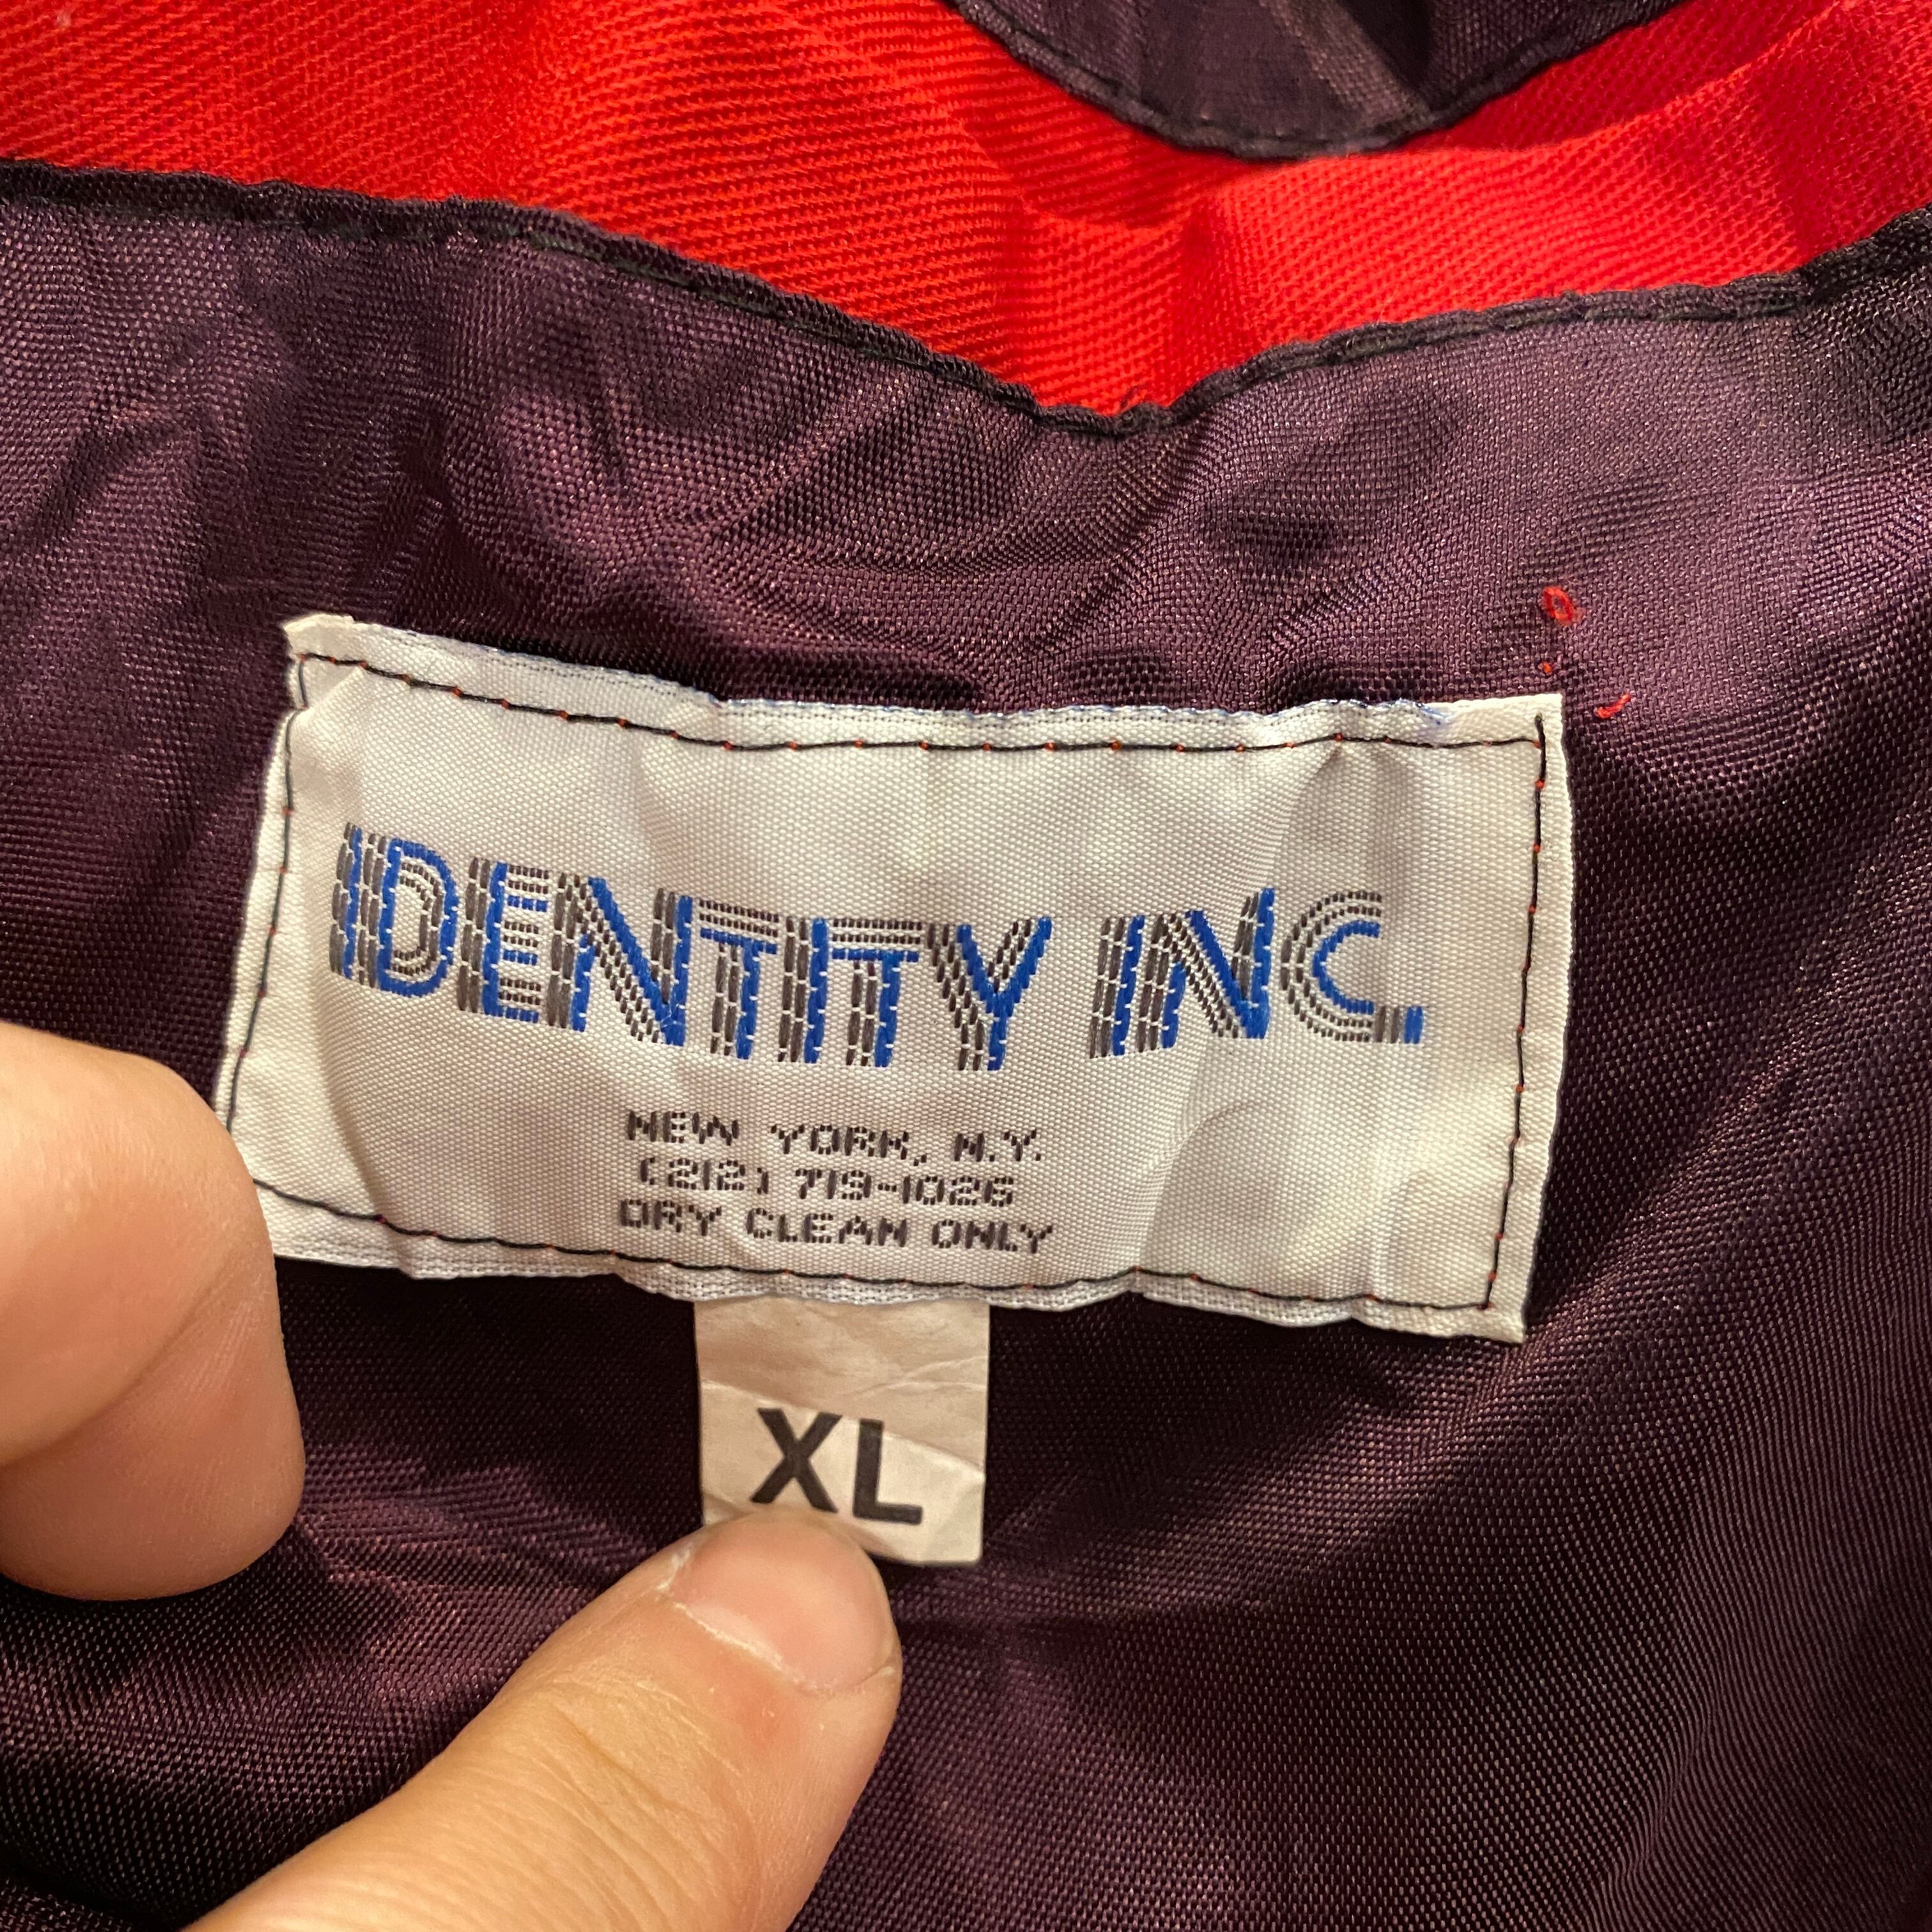 IDENTITY INC.
NEW YORK, N.Y.
(212) 719-1026
DRY CLEAN ONLY
XL